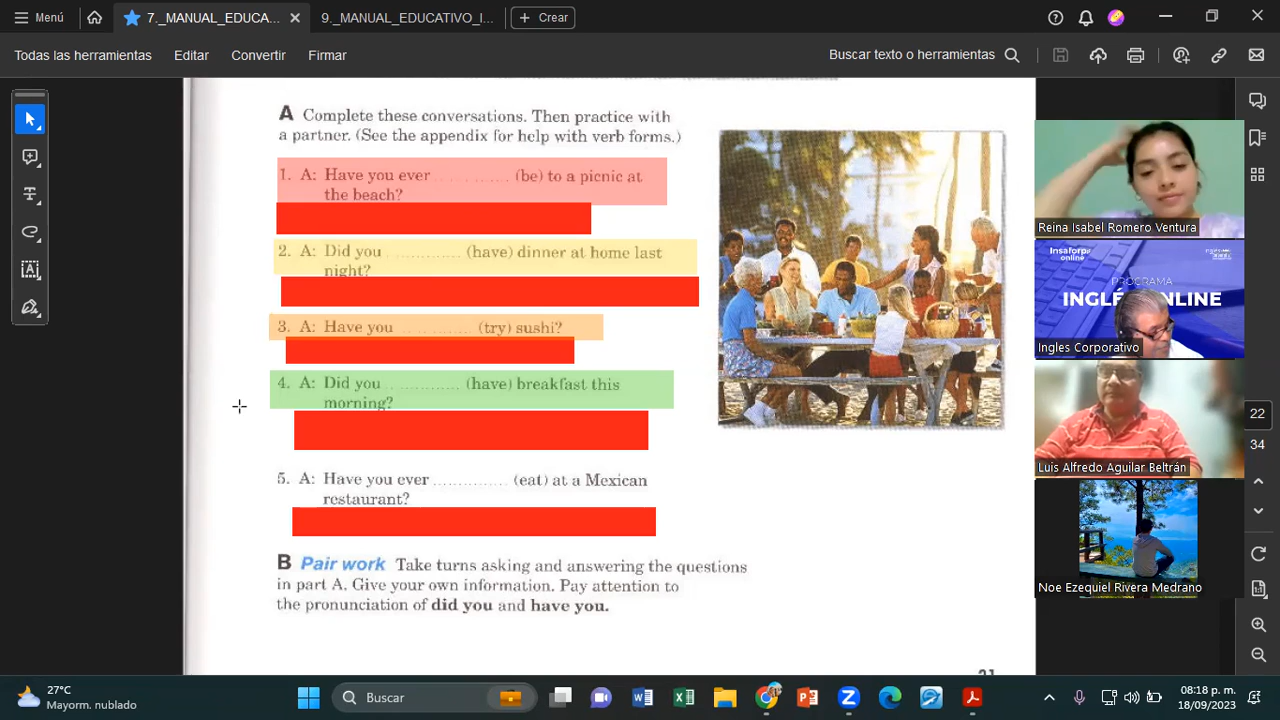 Menú
7._MANUAL_EDUCA...
9._MANUAL_EDUCATIVO_I...
Crear
Todas las herramientas
Editar
Convertir
Firmar
Buscar texto o herramientas
A Complete these conversations. Then practice with
a partner. (See the appendix for help with verb forms.)
1. A: Have you ever .............. (be) to a picnic at
the beach?
2. A: Did you .............. (have) dinner at home last
night?
3. A: Have you .............. (try) sushi?
4. A: Did you .............. (have) breakfast this
morning?
5. A: Have you ever .............. (eat) at a Mexican
restaurant?
B Pair work Take turns asking and answering the questions
in part A. Give your own information. Pay attention to
the pronunciation of did you and have you.
21
Reina Isabel Romero Ventura
Insaforp
online
PROGRAMA
Ingles Corporativo
Luis Alfredo Aguilar Beltrán
Noe Ezequiel Rivera Medrano
22
34
27°C
Mayorm. nublado
Buscar
08:18 p. m.
18/09/2023